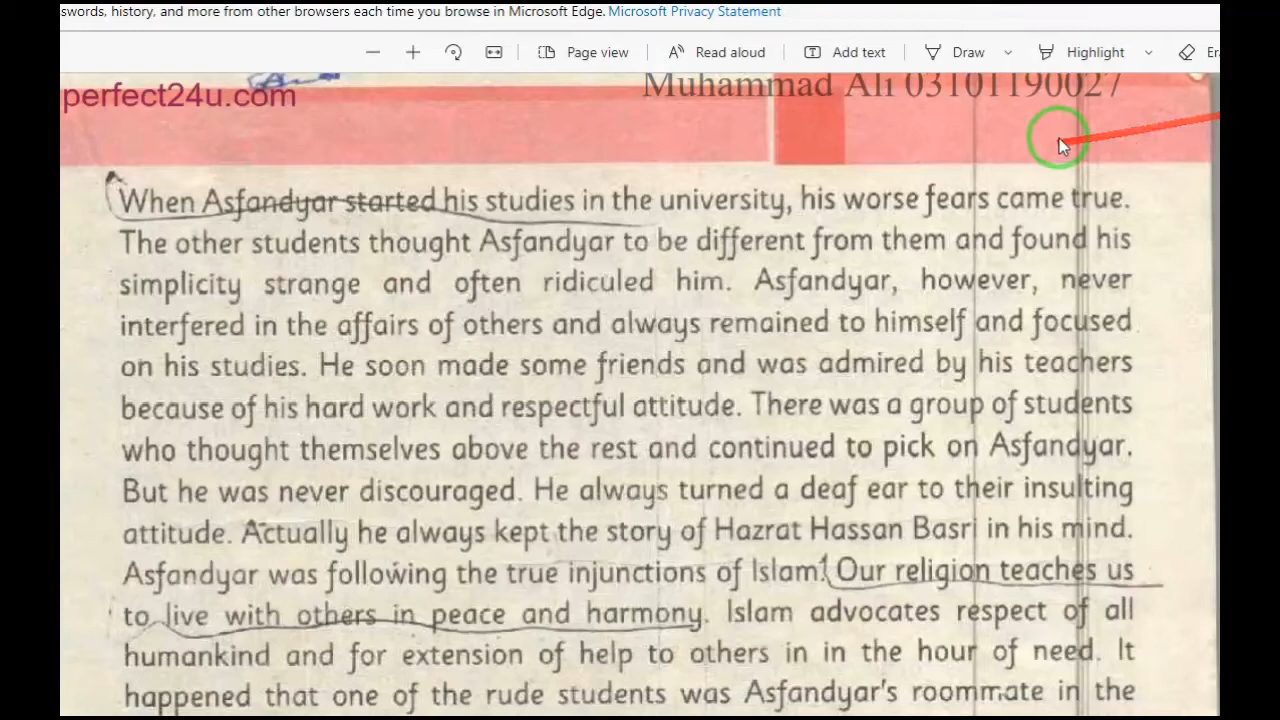 swords, history, and more from other browsers each time you browse in Microsoft Edge. Microsoft Privacy Statement
Page view Read aloud Add text Draw Highlight Er
perfect24u.com
Muhammad Ali 03101190027
When Asfandyar started his studies in the university, his worse fears came true.
The other students thought Asfandyar to be different from them and found his
simplicity strange and often ridiculed him. Asfandyar, however, never
interfered in the affairs of others and always remained to himself and focused
on his studies. He soon made some friends and was admired by his teachers
because of his hard work and respectful attitude. There was a group of students
who thought themselves above the rest and continued to pick on Asfandyar.
But he was never discouraged. He always turned a deaf ear to their insulting
attitude. Actually he always kept the story of Hazrat Hassan Basri in his mind.
Asfandyar was following the true injunctions of Islam. Our religion teaches us
to live with others in peace and harmony. Islam advocates respect of all
humankind and for extension of help to others in in the hour of need. It
happened that one of the rude students was Asfandyar's roommate in the